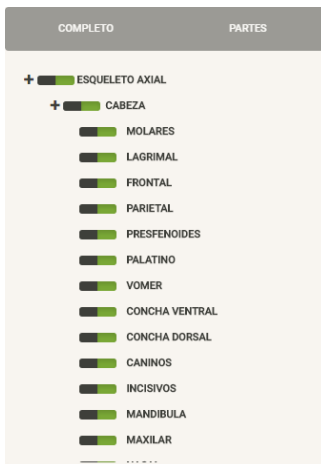 COMPLETO PARTES
ESQUELETO AXIAL
CABEZA
MOLARES
LAGRIMAL
FRONTAL
PARIETAL
PRESFENOIDES
PALATINO
VOMER
CONCHA VENTRAL
CONCHA DORSAL
CANINOS
INCISIVOS
MANDIBULA
MAXILAR